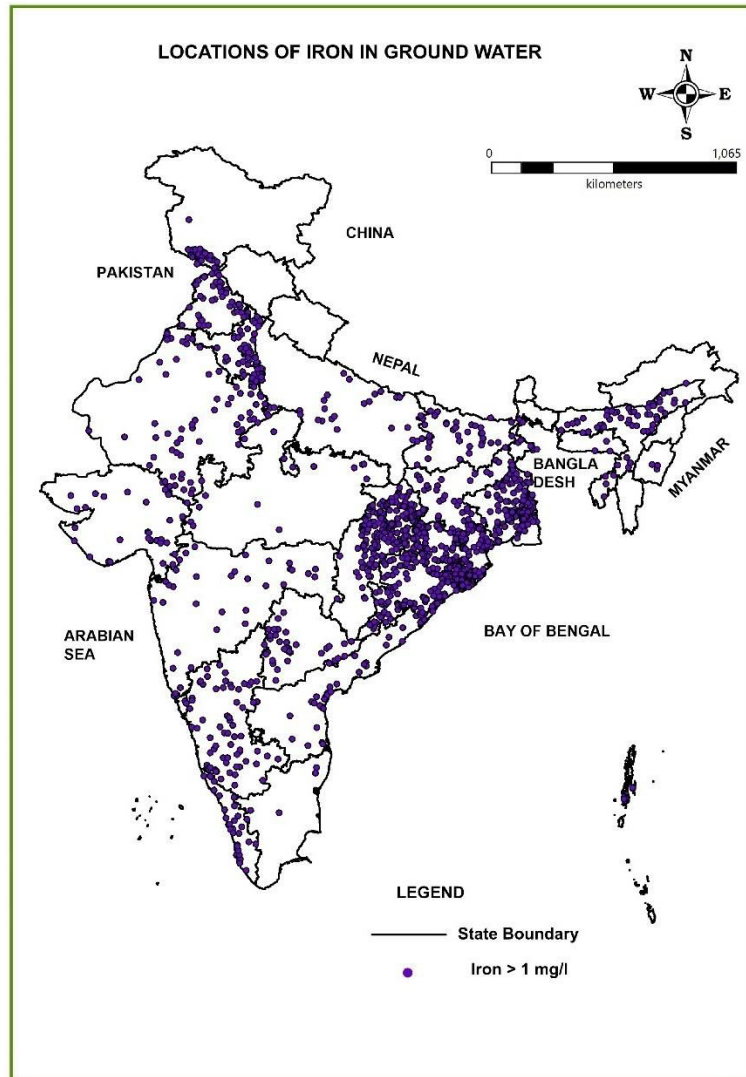 LOCATIONS OF IRON IN GROUND WATER
N
W E
S
0 1,065
kilometers
CHINA
PAKISTAN
NEPAL
BANGLA
DESH
MYANMAR
ARABIAN
SEA
BAY OF BENGAL
LEGEND
State Boundary
Iron > 1 mg/l